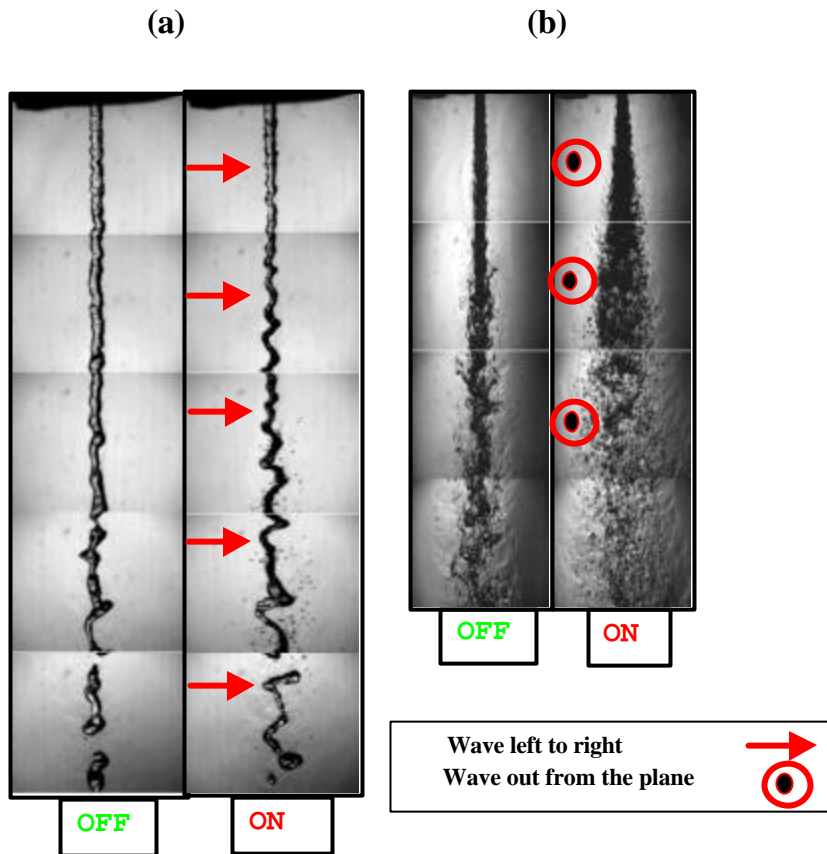 (a)
(b)
OFF
ON
OFF
ON
Wave left to right
Wave out from the plane